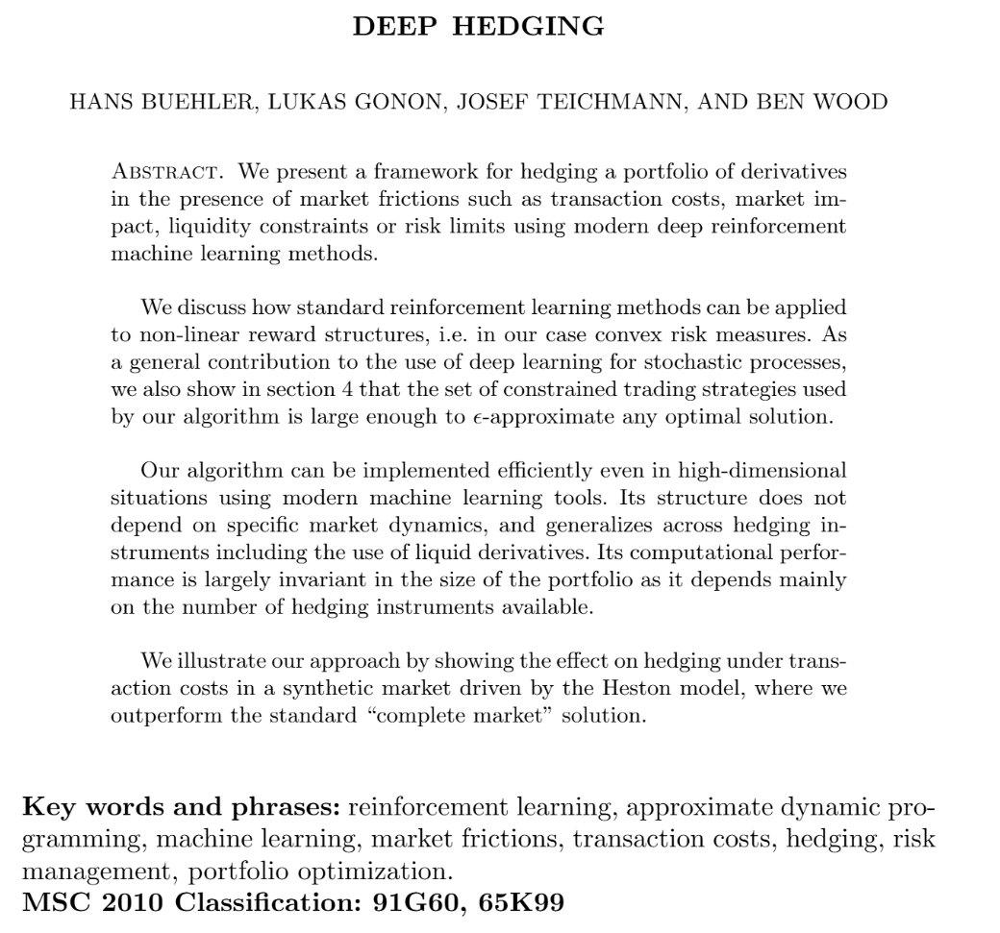 DEEP HEDGING
HANS BUEHLER, LUKAS GONON, JOSEF TEICHMANN, AND BEN WOOD
ABSTRACT. We present a framework for hedging a portfolio of derivatives
in the presence of market frictions such as transaction costs, market im-
pact, liquidity constraints or risk limits using modern deep reinforcement
machine learning methods.
We discuss how standard reinforcement learning methods can be applied
to non-linear reward structures, i.e. in our case convex risk measures. As
a general contribution to the use of deep learning for stochastic processes,
we also show in section 4 that the set of constrained trading strategies used
by our algorithm is large enough to ϵ-approximate any optimal solution.
Our algorithm can be implemented efficiently even in high-dimensional
situations using modern machine learning tools. Its structure does not
depend on specific market dynamics, and generalizes across hedging in-
struments including the use of liquid derivatives. Its computational perfor-
mance is largely invariant in the size of the portfolio as it depends mainly
on the number of hedging instruments available.
We illustrate our approach by showing the effect on hedging under trans-
action costs in a synthetic market driven by the Heston model, where we
outperform the standard “complete market” solution.
Key words and phrases: reinforcement learning, approximate dynamic pro-
gramming, machine learning, market frictions, transaction costs, hedging, risk
management, portfolio optimization.
MSC 2010 Classification: 91G60, 65K99